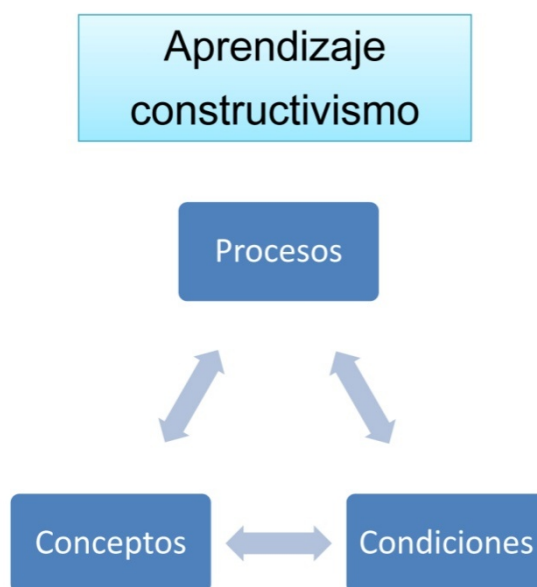 Aprendizaje
constructivismo
Procesos
Conceptos
Condiciones